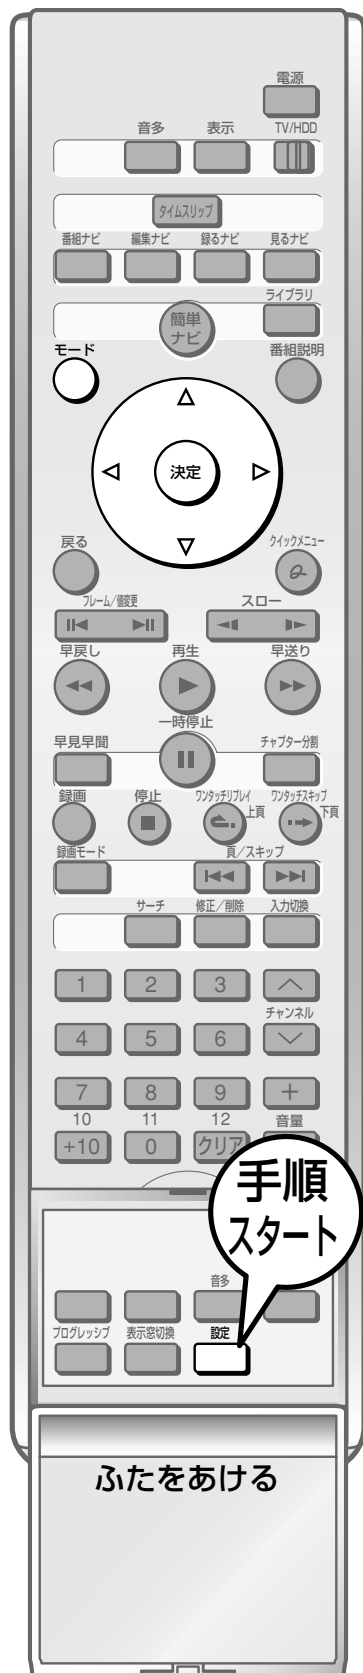 電源
音多 表示 TV/HDD
タイムスリップ
番組ナビ 編集ナビ 録るナビ 見るナビ
ライブラリ
簡単
ナビ
モード 番組説明
決定
戻る クイックメニュー
フレーム/値変更 スロー
早戻し 再生 早送り
一時停止
早見早聞 チャプター分割
録画 停止 ワンタッチリプレイ ワンタッチスキップ
上頁 下頁
録画モード 頁/スキップ
サーチ 修正/削除 入力切換
1 2 3
チャンネル
4 5 6
7 8 9 +
10 11 12 音量
+10 0 クリア
手順
スタート
音多
プログレッシブ 表示窓切換 設定
ふたをあける